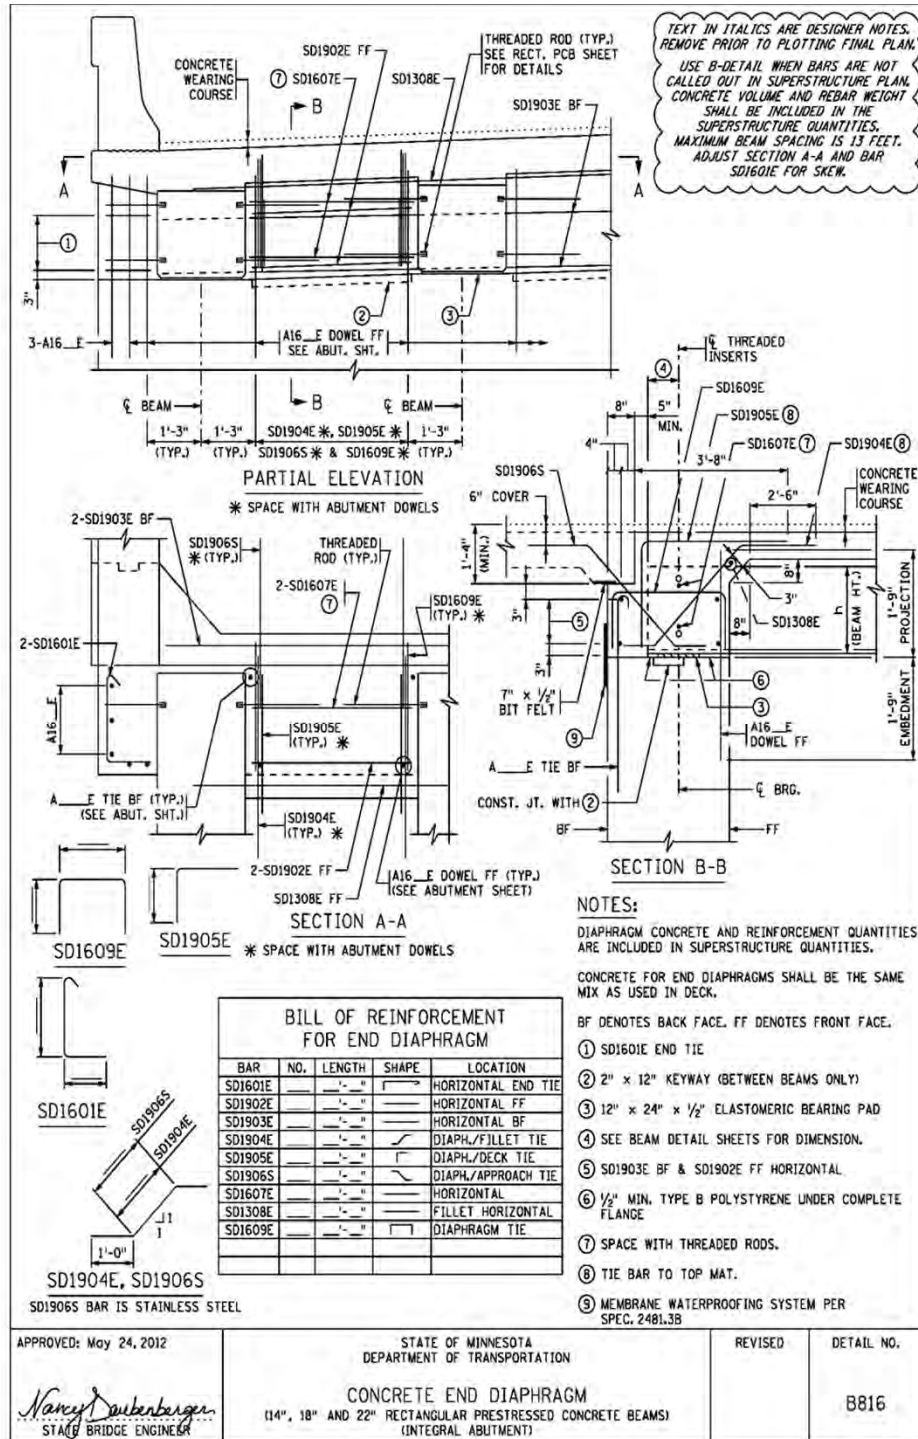 TEXT IN ITALICS ARE DESIGNER NOTES.
REMOVE PRIOR TO PLOTTING FINAL PLAN.
USE B-DETAIL WHEN BARS ARE NOT
CALLED OUT IN SUPERSTRUCTURE PLAN.
CONCRETE VOLUME AND REBAR WEIGHT
SHALL BE INCLUDED IN THE
SUPERSTRUCTURE QUANTITIES.
MAXIMUM BEAM SPACING IS 13 FEET.
ADJUST SECTION A-A AND BAR
SD1601E FOR SKEW.
CONCRETE
WEARING
COURSE
SD1902E FF
⑦ SD1607E
B
SD1308E
THREADED ROD (TYP.)
SEE RECT. PCB SHEET
FOR DETAILS
SD1903E BF
A
A
①
3"
②
③
3-A16__E
A16__E DOWEL FF
SEE ABUT. SHT.
B
℄ BEAM
℄ BEAM
1'-3"
(TYP.)
1'-3"
(TYP.)
SD1904E *, SD1905E *
SD1906S * & SD1609E *
1'-3"
(TYP.)
PARTIAL ELEVATION
* SPACE WITH ABUTMENT DOWELS
℄ THREADED
INSERTS
④
SD1609E
8"
5"
MIN.
SD1905E ⑧
3'-8"
SD1607E ⑦
SD1904E ⑧
4"
SD1906S
6" COVER
2'-6"
CONCRETE
WEARING
COURSE
1'-4"
(MIN.)
3"
⑤
3"
8"
3"
8"
SD1308E
h
(BEAM HT.)
1'-9"
PROJECTION
1'-9"
EMBEDMENT
7" x 1/2"
BIT FELT
⑥
③
⑨
A16__E
DOWEL FF
A___E TIE BF
℄ BRG.
CONST. JT. WITH ②
BF
FF
SECTION B-B
2-SD1903E BF
SD1906S
* (TYP.)
THREADED
ROD (TYP.)
2-SD1607E
⑦
SD1609E
(TYP.) *
2-SD1601E
A16__E
SD1905E
(TYP.) *
A___E TIE BF (TYP.)
(SEE ABUT. SHT.)
SD1904E
(TYP.) *
2-SD1902E FF
SD1308E FF
A16__E DOWEL FF (TYP.)
(SEE ABUTMENT SHEET)
SECTION A-A
* SPACE WITH ABUTMENT DOWELS
SD1609E
SD1905E
SD1601E
SD1906S
SD1904E
1
1
1'-0"
SD1904E, SD1906S
SD1906S BAR IS STAINLESS STEEL
BILL OF REINFORCEMENT
FOR END DIAPHRAGM
BAR NO. LENGTH SHAPE LOCATION
SD1601E ___ __'-__" HORIZONTAL END TIE
SD1902E ___ __'-__" HORIZONTAL FF
SD1903E ___ __'-__" HORIZONTAL BF
SD1904E ___ __'-__" DIAPH./FILLET TIE
SD1905E ___ __'-__" DIAPH./DECK TIE
SD1906S ___ __'-__" DIAPH./APPROACH TIE
SD1607E ___ __'-__" HORIZONTAL
SD1308E ___ __'-__" FILLET HORIZONTAL
SD1609E ___ __'-__" DIAPHRAGM TIE
NOTES:
DIAPHRAGM CONCRETE AND REINFORCEMENT QUANTITIES
ARE INCLUDED IN SUPERSTRUCTURE QUANTITIES.
CONCRETE FOR END DIAPHRAGMS SHALL BE THE SAME
MIX AS USED IN DECK.
BF DENOTES BACK FACE. FF DENOTES FRONT FACE.
① SD1601E END TIE
② 2" x 12" KEYWAY (BETWEEN BEAMS ONLY)
③ 12" x 24" x 1/2" ELASTOMERIC BEARING PAD
④ SEE BEAM DETAIL SHEETS FOR DIMENSION.
⑤ SD1903E BF & SD1902E FF HORIZONTAL
⑥ 1/2" MIN. TYPE B POLYSTYRENE UNDER COMPLETE
FLANGE
⑦ SPACE WITH THREADED RODS.
⑧ TIE BAR TO TOP MAT.
⑨ MEMBRANE WATERPROOFING SYSTEM PER
SPEC. 2481.3B
APPROVED: May 24, 2012
Nancy Daubenberger
STATE BRIDGE ENGINEER
STATE OF MINNESOTA
DEPARTMENT OF TRANSPORTATION
CONCRETE END DIAPHRAGM
(14", 18" AND 22" RECTANGULAR PRESTRESSED CONCRETE BEAMS)
(INTEGRAL ABUTMENT)
REVISED
DETAIL NO.
B816